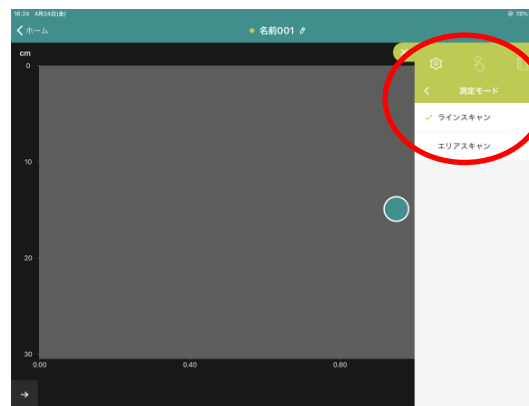 16:24 4月24日(金)
78%
ホーム
名前001
cm
0
10
20
30
0.00
0.40
0.80
測定モード
ラインスキャン
エリアスキャン